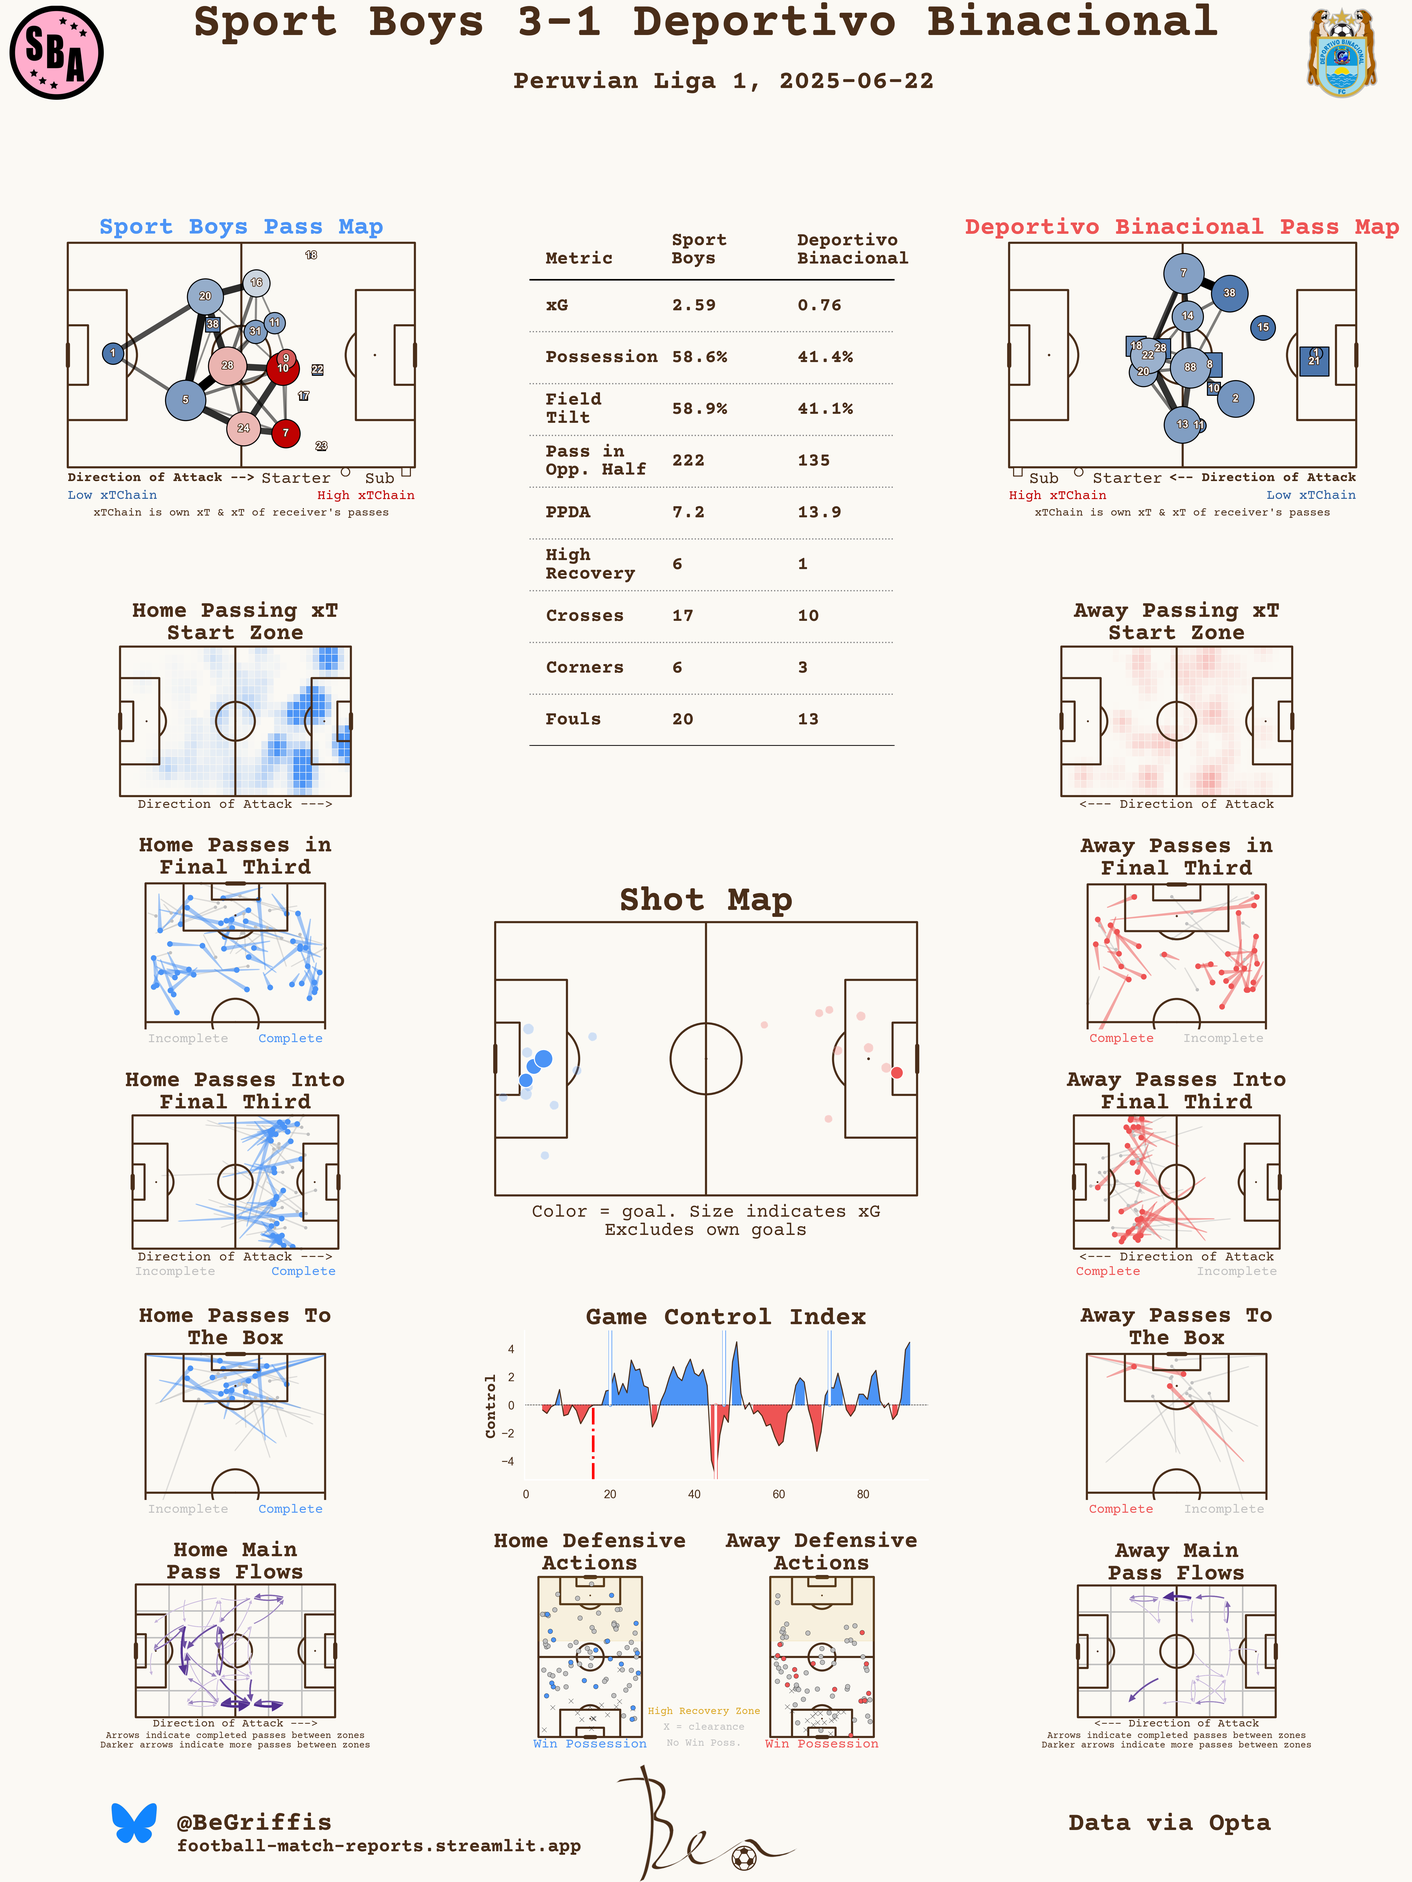 Sport Boys 3-1 Deportivo Binacional
SBA
DEPORTIVO BINACIONAL
FC
Peruvian Liga 1, 2025-06-22
Sport Boys Pass Map
18
16
20
38
11
31
1
9
28
10
22
17
5
24
7
23
Direction of Attack --> Starter Sub
Low xTChain High xTChain
xTChain is own xT & xT of receiver's passes
Metric Sport Boys Deportivo Binacional
xG 2.59 0.76
Possession 58.6% 41.4%
Field Tilt 58.9% 41.1%
Pass in Opp. Half 222 135
PPDA 7.2 13.9
High Recovery 6 1
Crosses 17 10
Corners 6 3
Fouls 20 13
Deportivo Binacional Pass Map
7
38
14
15
18
28
22
1
21
88
8
20
10
2
13
11
Sub Starter <-- Direction of Attack
High xTChain Low xTChain
xTChain is own xT & xT of receiver's passes
Home Passing xT
Start Zone
Direction of Attack --->
Away Passing xT
Start Zone
<--- Direction of Attack
Home Passes in
Final Third
Incomplete Complete
Away Passes in
Final Third
Complete Incomplete
Shot Map
Color = goal. Size indicates xG
Excludes own goals
Home Passes Into
Final Third
Direction of Attack --->
Incomplete Complete
Away Passes Into
Final Third
<--- Direction of Attack
Complete Incomplete
Home Passes To
The Box
Incomplete Complete
Game Control Index
Control
4
2
0
−2
−4
0 20 40 60 80
Away Passes To
The Box
Complete Incomplete
Home Main
Pass Flows
Direction of Attack --->
Arrows indicate completed passes between zones
Darker arrows indicate more passes between zones
Home Defensive
Actions
Win Possession
High Recovery Zone
X = clearance
No Win Poss.
Away Defensive
Actions
Win Possession
Away Main
Pass Flows
<--- Direction of Attack
Arrows indicate completed passes between zones
Darker arrows indicate more passes between zones
@BeGriffis
football-match-reports.streamlit.app
Ben
Data via Opta